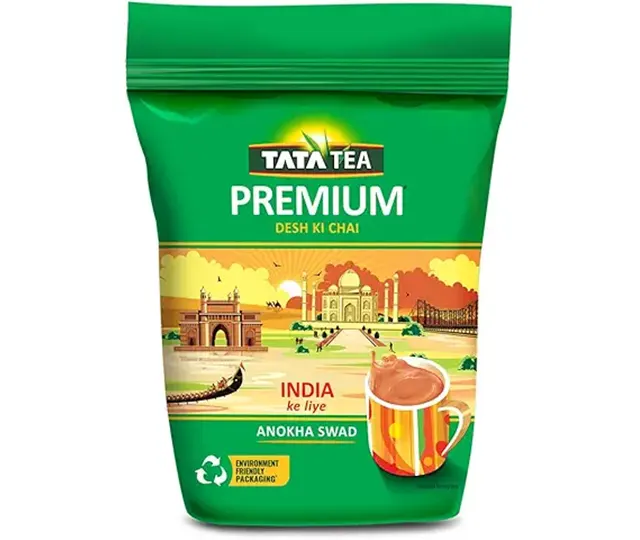 TATA TEA
PREMIUM
DESH KI CHAI
INDIA
ke liye
ANOKHA SWAD
ENVIRONMENT
FRIENDLY
PACKAGING*